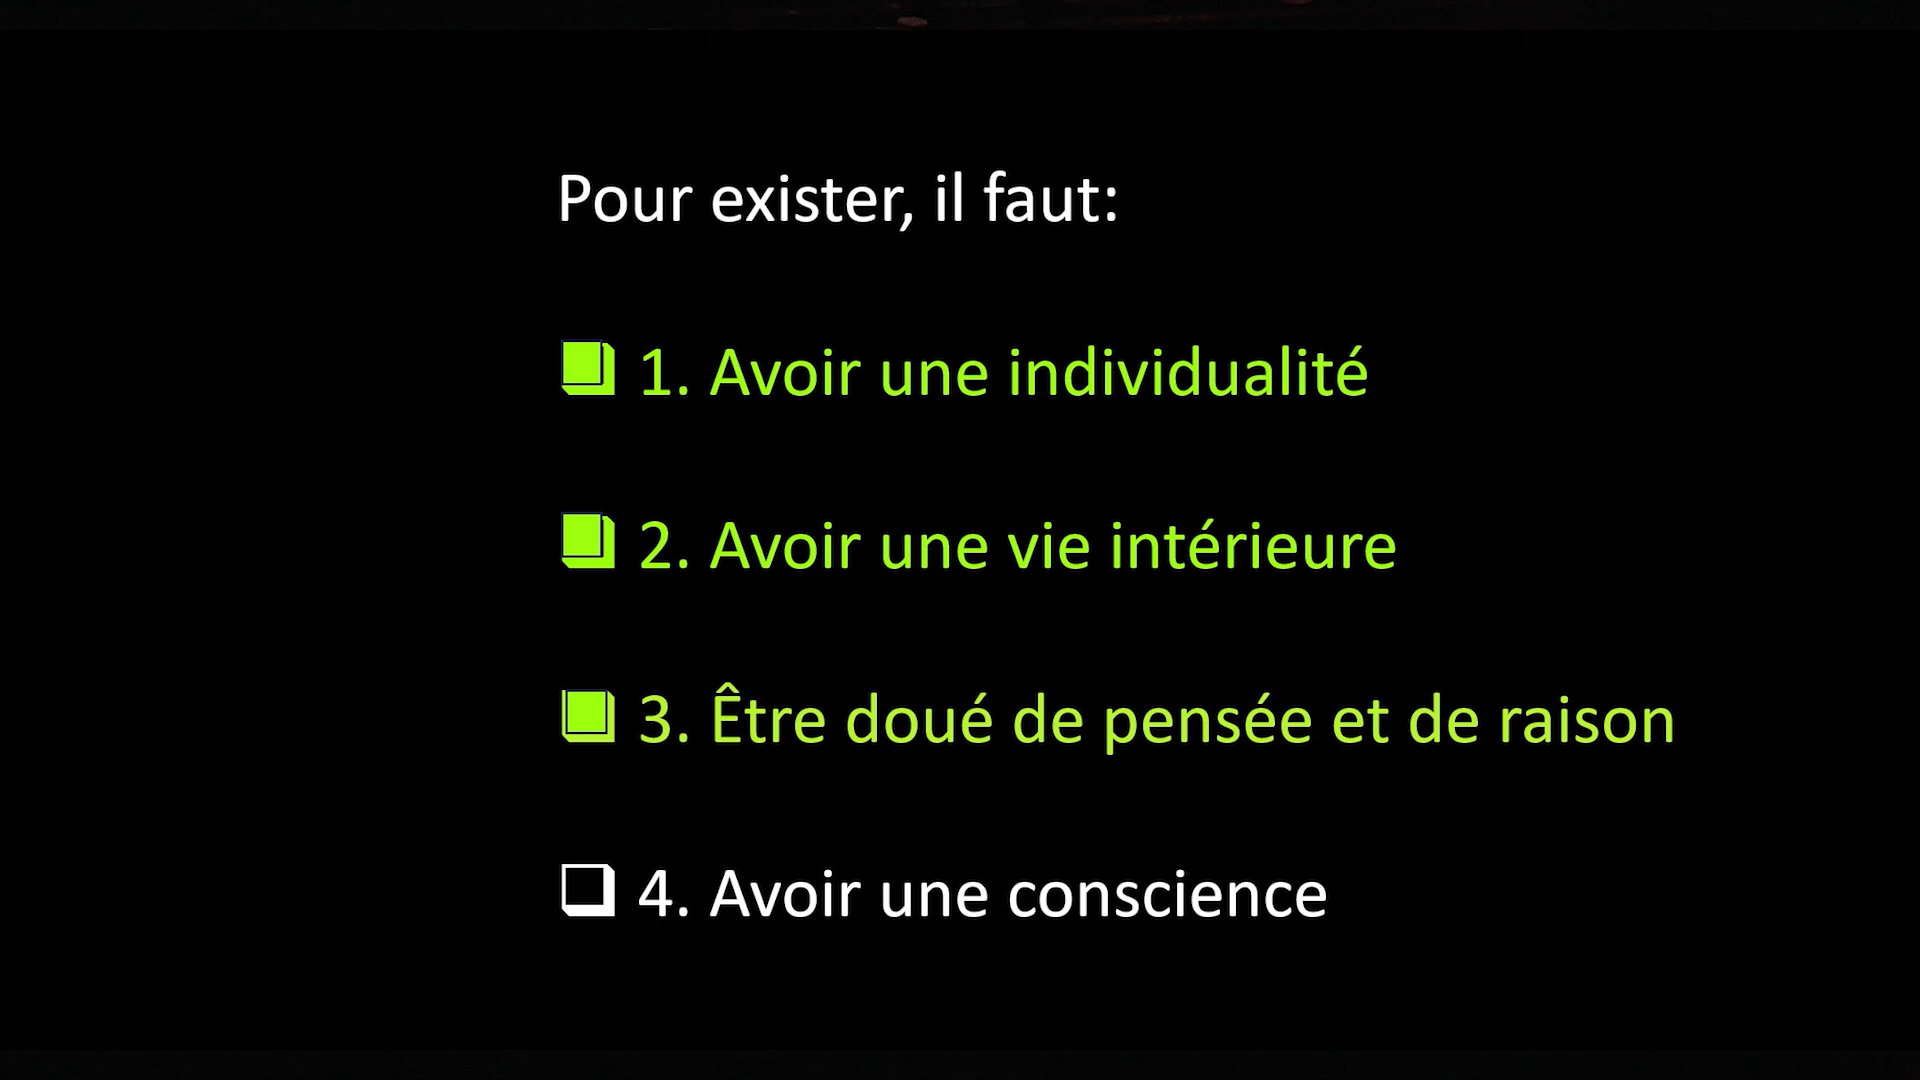 Pour exister, il faut:
❑ 1. Avoir une individualité
❑ 2. Avoir une vie intérieure
❑ 3. Être doué de pensée et de raison
❑ 4. Avoir une conscience